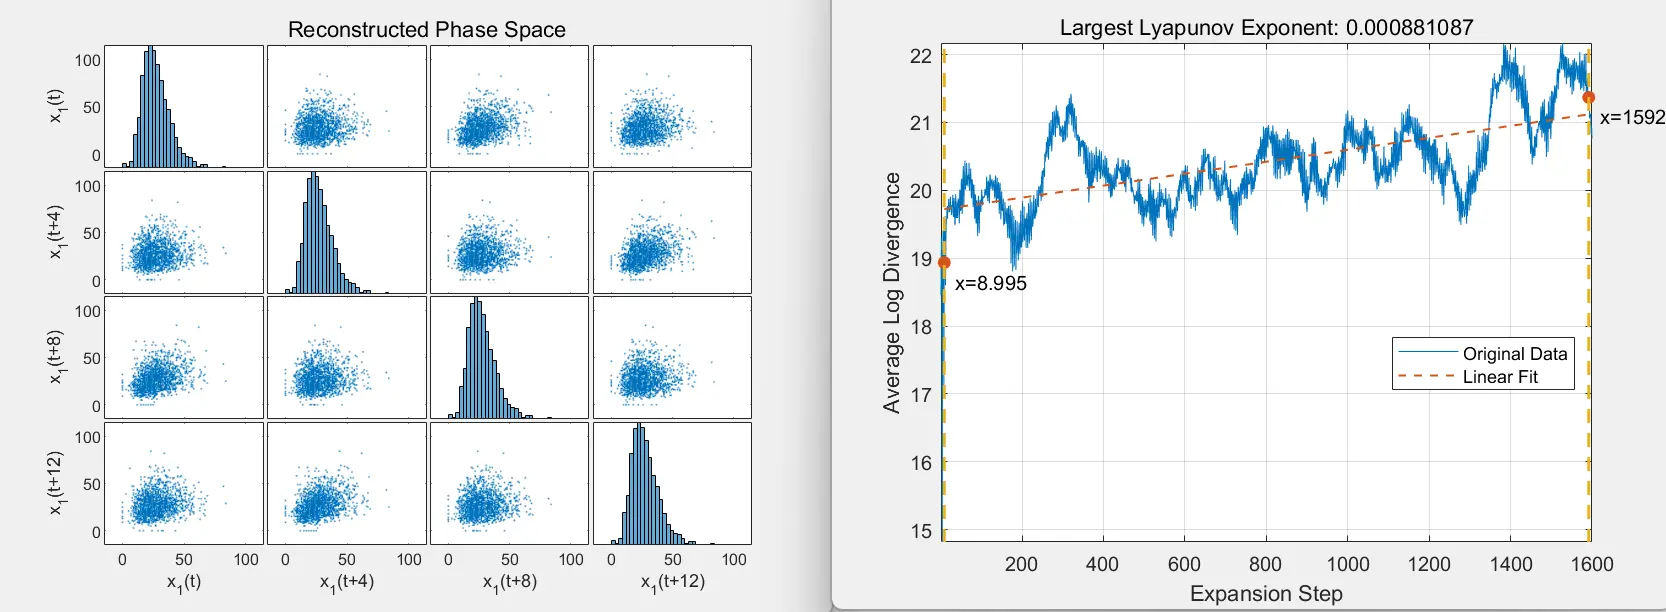 Reconstructed Phase Space
100
50
0
x1(t)
100
50
0
x1(t+4)
100
50
0
x1(t+8)
100
50
0
x1(t+12)
0 50 100 0 50 100 0 50 100 0 50 100
x1(t) x1(t+4) x1(t+8) x1(t+12)
Largest Lyapunov Exponent: 0.000881087
22
21
20
19
18
17
16
15
Average Log Divergence
x=1592
x=8.995
Original Data
Linear Fit
200 400 600 800 1000 1200 1400 1600
Expansion Step